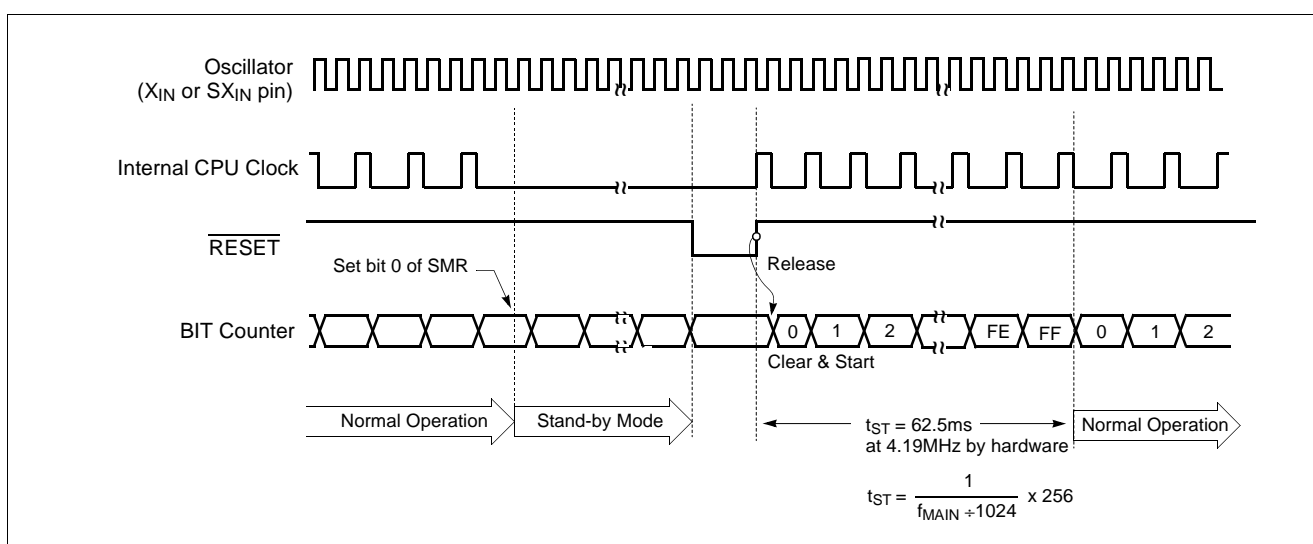 Oscillator
(XIN or SXIN pin)
Internal CPU Clock
RESET
Set bit 0 of SMR
Release
BIT Counter
0 1 2 FE FF 0 1 2
Clear & Start
Normal Operation
Stand-by Mode
tST = 62.5ms
at 4.19MHz by hardware
Normal Operation
tST = 1 / fMAIN ÷1024 x 256